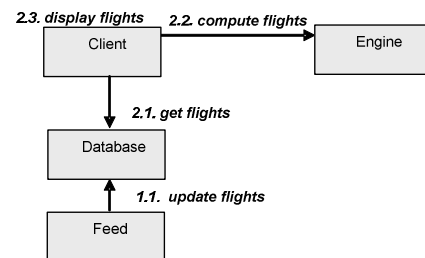 2.3. display flights
2.2. compute flights
Client
Engine
2.1. get flights
Database
1.1. update flights
Feed